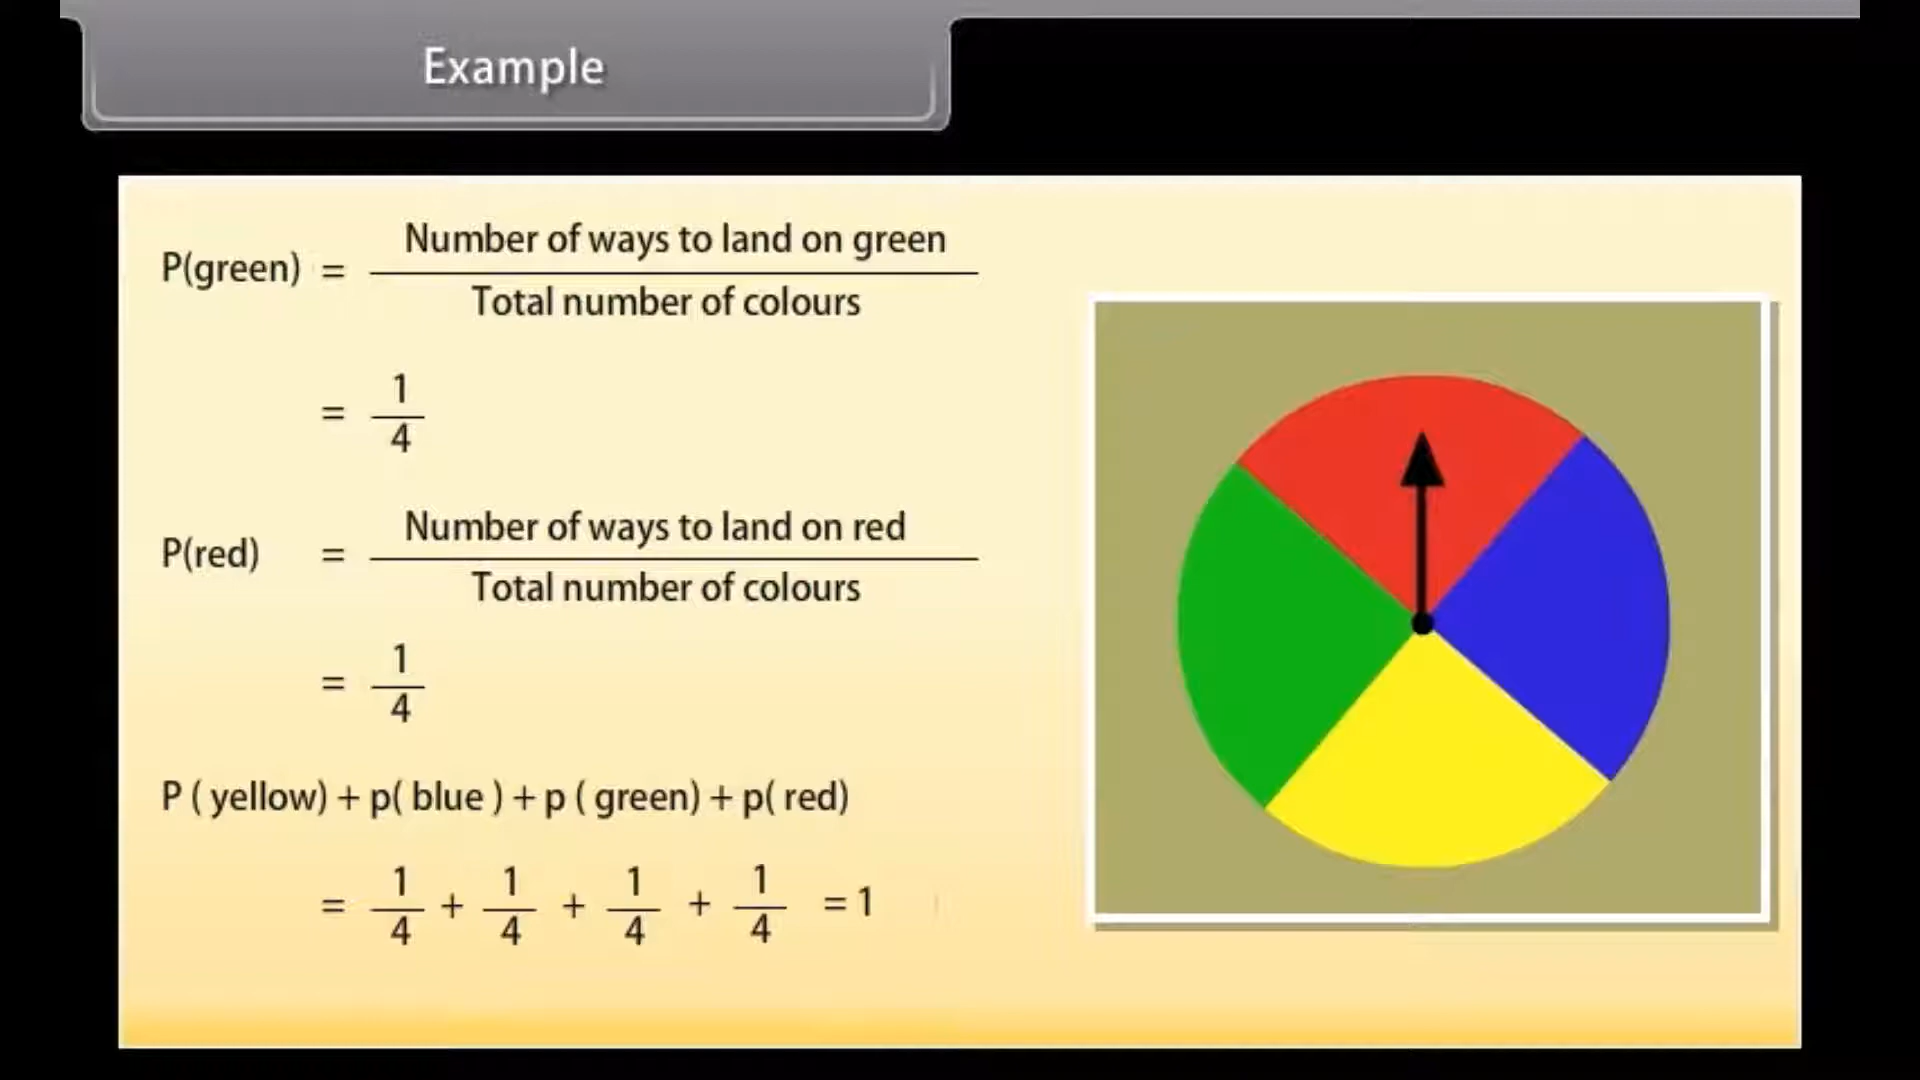 Example
P(green) = Number of ways to land on green / Total number of colours
= 1/4
P(red) = Number of ways to land on red / Total number of colours
= 1/4
P ( yellow) + p( blue ) + p ( green) + p( red)
= 1/4 + 1/4 + 1/4 + 1/4 = 1